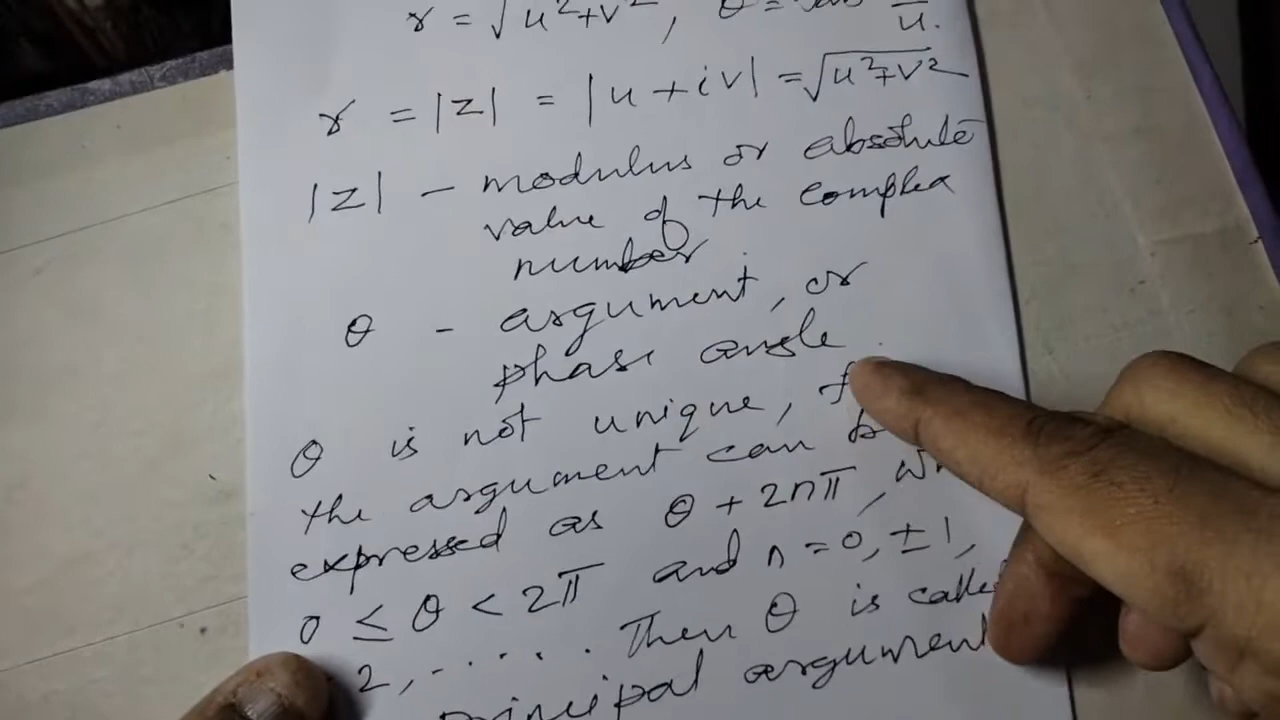 r = √u²+v², θ = tan u.
r = |z| = |u + iv| = √u²+v²
|z| – modulus or absolute
value of the complex
number.
θ – argument, or
phase angle.
θ is not unique,
the argument can
expressed as θ + 2nπ,
0 ≤ θ < 2π and n = 0, ±1,
2, ..... Then θ is called
principal argument